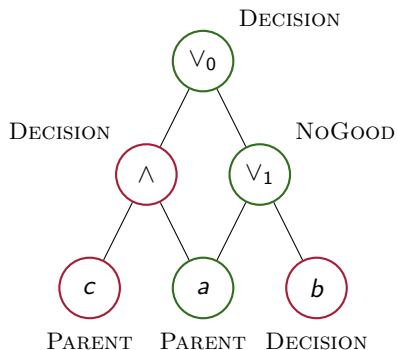 DECISION
∨₀
DECISION
NOGOOD
∧
∨₁
c
a
b
PARENT
PARENT
DECISION